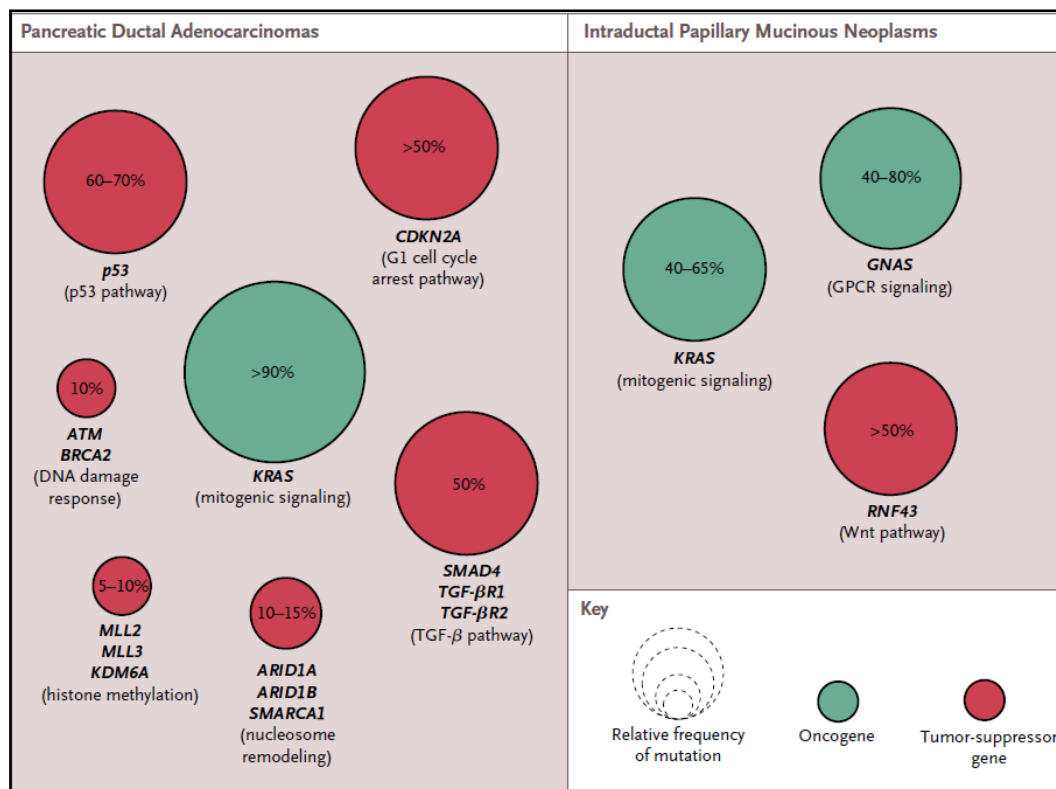 Pancreatic Ductal Adenocarcinomas
60–70%
p53
(p53 pathway)
>50%
CDKN2A
(G1 cell cycle
arrest pathway)
10%
ATM
BRCA2
(DNA damage
response)
>90%
KRAS
(mitogenic signaling)
50%
SMAD4
TGF-βR1
TGF-βR2
(TGF-β pathway)
5–10%
MLL2
MLL3
KDM6A
(histone methylation)
10–15%
ARID1A
ARID1B
SMARCA1
(nucleosome
remodeling)
Intraductal Papillary Mucinous Neoplasms
40–65%
KRAS
(mitogenic signaling)
40–80%
GNAS
(GPCR signaling)
>50%
RNF43
(Wnt pathway)
Key
Relative frequency
of mutation
Oncogene
Tumor-suppressor
gene